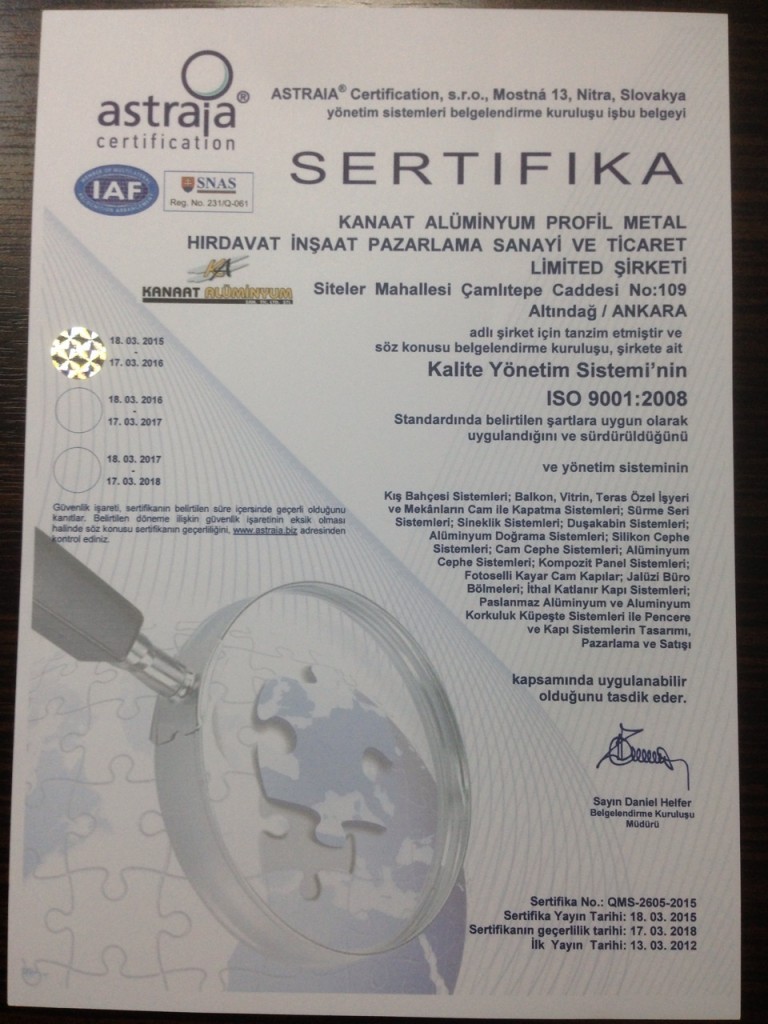 astraia®
certification
IAF
SNAS
Reg. No. 231/Q-061
ASTRAIA® Certification, s.r.o., Mostná 13, Nitra, Slovakya
yönetim sistemleri belgelendirme kuruluşu işbu belgeyi
SERTIFIKA
KANAAT ALÜMİNYUM PROFİL METAL
HIRDAVAT İNŞAAT PAZARLAMA SANAYİ VE TİCARET
LİMİTED ŞİRKETİ
KA
KANAAT ALÜMİNYUM
Siteler Mahallesi Çamlıtepe Caddesi No:109
Altındağ / ANKARA
adlı şirket için tanzim etmiştir ve
söz konusu belgelendirme kuruluşu, şirkete ait
Kalite Yönetim Sistemi'nin
ISO 9001:2008
Standardında belirtilen şartlara uygun olarak
uygulandığını ve sürdürüldüğünü
ve yönetim sisteminin
18. 03. 2015
-
17. 03. 2016
18. 03. 2016
-
17. 03. 2017
18. 03. 2017
-
17. 03. 2018
Güvenlik işareti, sertifikanın belirtilen süre içersinde geçerli olduğunu
kanıtlar. Belirtilen döneme ilişkin güvenlik işaretinin eksik olması
halinde söz konusu sertifikanın geçerliliğini, www.astraia.biz adresinden
kontrol ediniz.
Kış Bahçesi Sistemleri; Balkon, Vitrin, Teras Özel İşyeri
ve Mekânların Cam ile Kapatma Sistemleri; Sürme Seri
Sistemleri; Sineklik Sistemleri; Duşakabin Sistemleri;
Alüminyum Doğrama Sistemleri; Silikon Cephe
Sistemleri; Cam Cephe Sistemleri; Alüminyum
Cephe Sistemleri; Kompozit Panel Sistemleri;
Fotoselli Kayar Cam Kapılar; Jalüzi Büro
Bölmeleri; İthal Katlanır Kapı Sistemleri;
Paslanmaz Alüminyum ve Aluminyum
Korkuluk Küpeşte Sistemleri ile Pencere
ve Kapı Sistemlerin Tasarımı,
Pazarlama ve Satışı
kapsamında uygulanabilir
olduğunu tasdik eder.
Sayın Daniel Helfer
Belgelendirme Kuruluşu
Müdürü
Sertifika No.: QMS-2605-2015
Sertifika Yayın Tarihi: 18. 03. 2015
Sertifikanın geçerlilik tarihi: 17. 03. 2018
İlk Yayın Tarihi: 13. 03. 2012